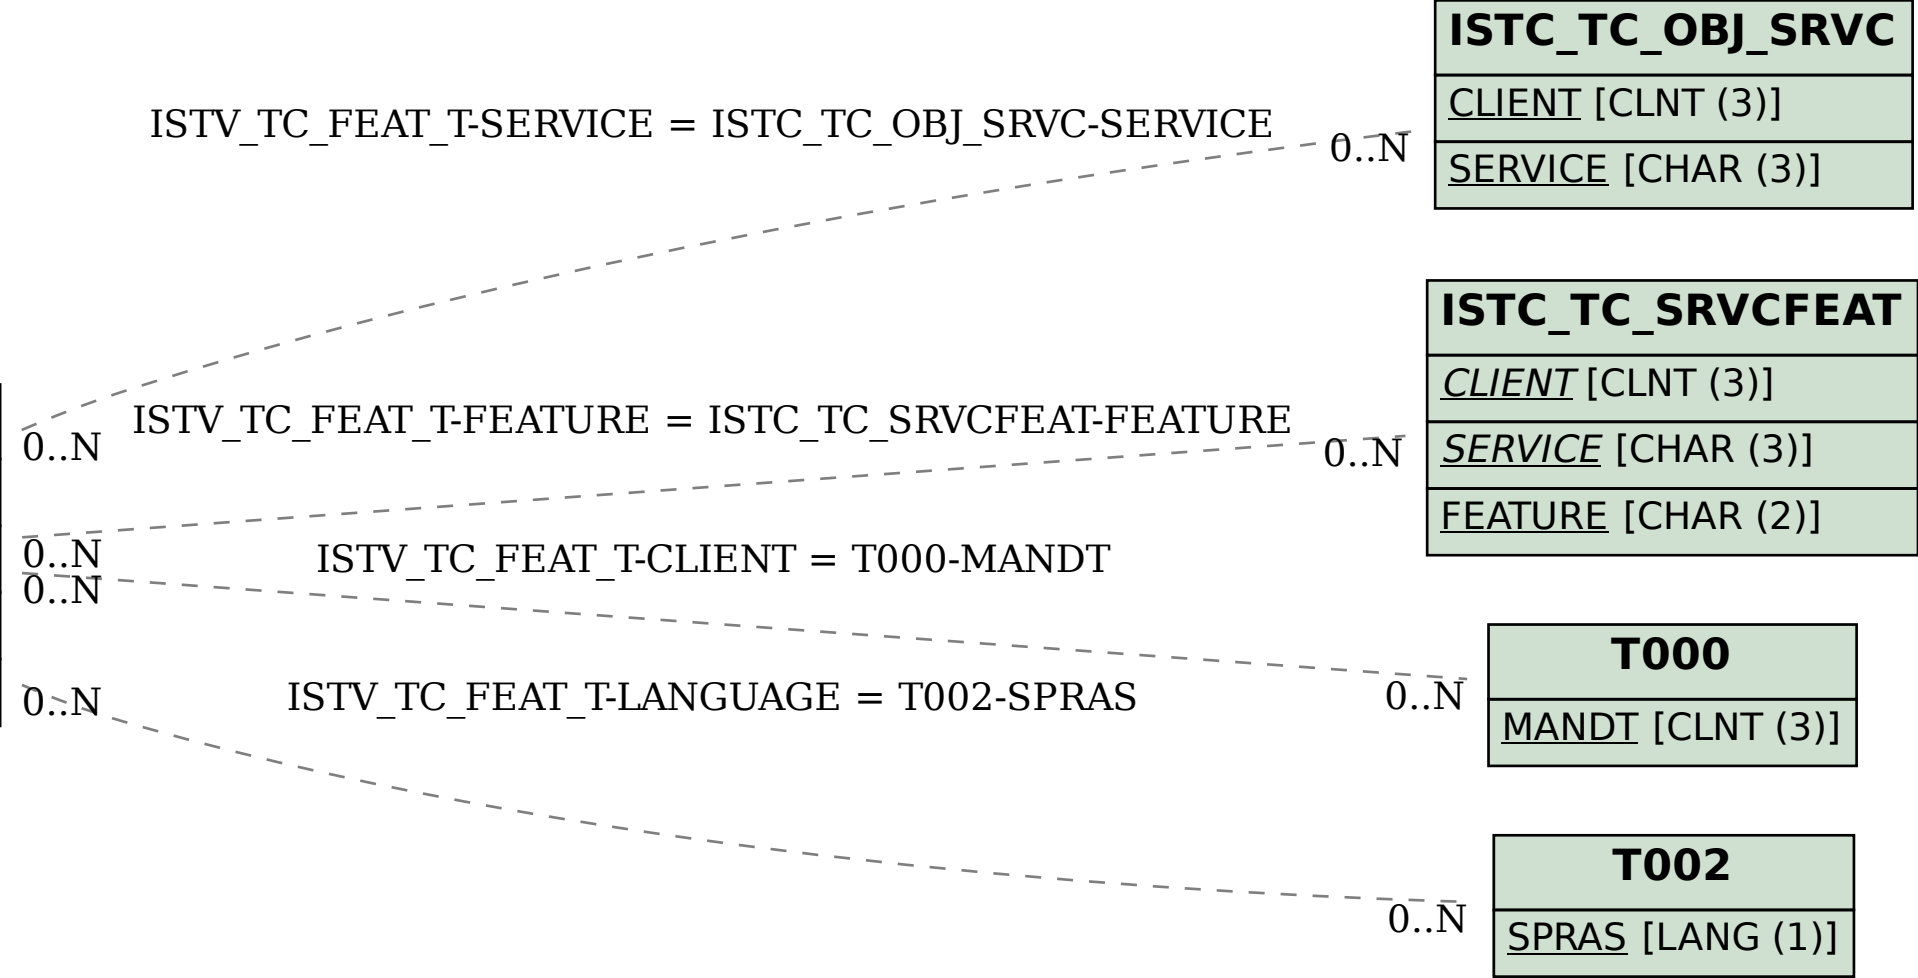 ISTC_TC_OBJ_SRVC
CLIENT [CLNT (3)]
SERVICE [CHAR (3)]
ISTV_TC_FEAT_T-SERVICE = ISTC_TC_OBJ_SRVC-SERVICE
0..N
0..N
ISTC_TC_SRVCFEAT
CLIENT [CLNT (3)]
SERVICE [CHAR (3)]
FEATURE [CHAR (2)]
ISTV_TC_FEAT_T-FEATURE = ISTC_TC_SRVCFEAT-FEATURE
0..N
0..N
ISTV_TC_FEAT_T-CLIENT = T000-MANDT
0..N
0..N
T000
MANDT [CLNT (3)]
ISTV_TC_FEAT_T-LANGUAGE = T002-SPRAS
0..N
0..N
T002
SPRAS [LANG (1)]